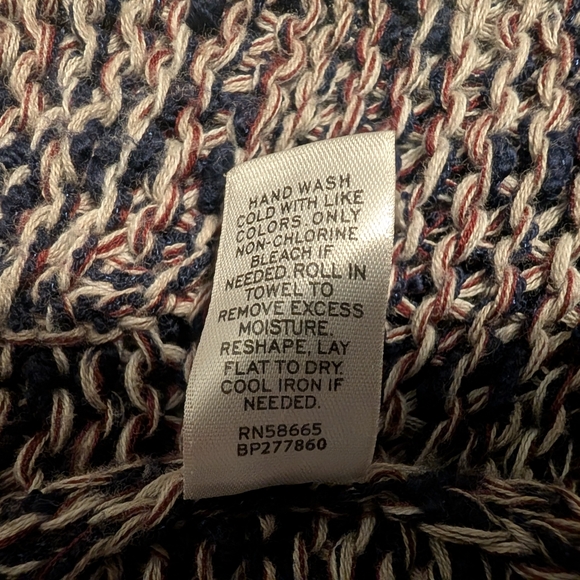 HAND WASH
COLD WITH LIKE
COLORS. ONLY
NON-CHLORINE
BLEACH IF
NEEDED ROLL IN
TOWEL TO
REMOVE EXCESS
MOISTURE.
RESHAPE, LAY
FLAT TO DRY.
COOL IRON IF
NEEDED.
RN58665
BP277860